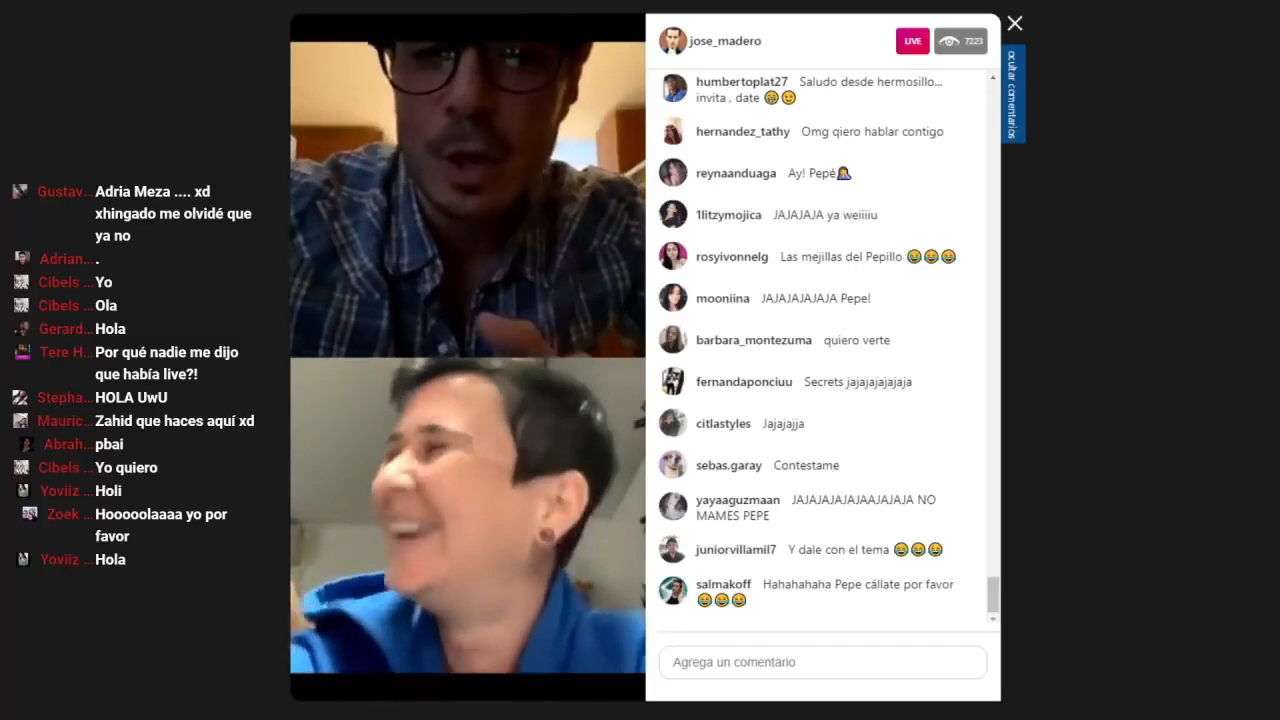 Gustav... Adria Meza .... xd
xhingado me olvidé que
ya no
Adrian... .
Cibels ... Yo
Cibels ... Ola
Gerard... Hola
Tere H... Por qué nadie me dijo
que había live?!
Stepha... HOLA UwU
Mauric... Zahid que haces aquí xd
Abrah... pbai
Cibels ... Yo quiero
Yoviiz ... Holi
Zoek ... Hooooolaaaa yo por
favor
Yoviiz ... Hola
jose_madero
LIVE
7223
ocultar comentarios
humbertoplat27 Saludo desde hermosillo...
invita , date 😁😉
hernandez_tathy Omg qiero hablar contigo
reynaanduaga Ay! Pepé🤦‍♀️
1litzymojica JAJAJAJA ya weiiiiu
rosyivonnelg Las mejillas del Pepillo 😂😂😂
mooniina JAJAJAJAJAJA Pepe!
barbara_montezuma quiero verte
fernandaponciuu Secrets jajajajajaja
citlastyles Jajajajja
sebas.garay Contestame
yayaaguzmaan JAJAJAJAJAJAAJAJAJA NO
MAMES PEPE
juniorvillamil7 Y dale con el tema 😂😂😂
salmakoff Hahahahaha Pepe cállate por favor
😂😂😂
Agrega un comentario